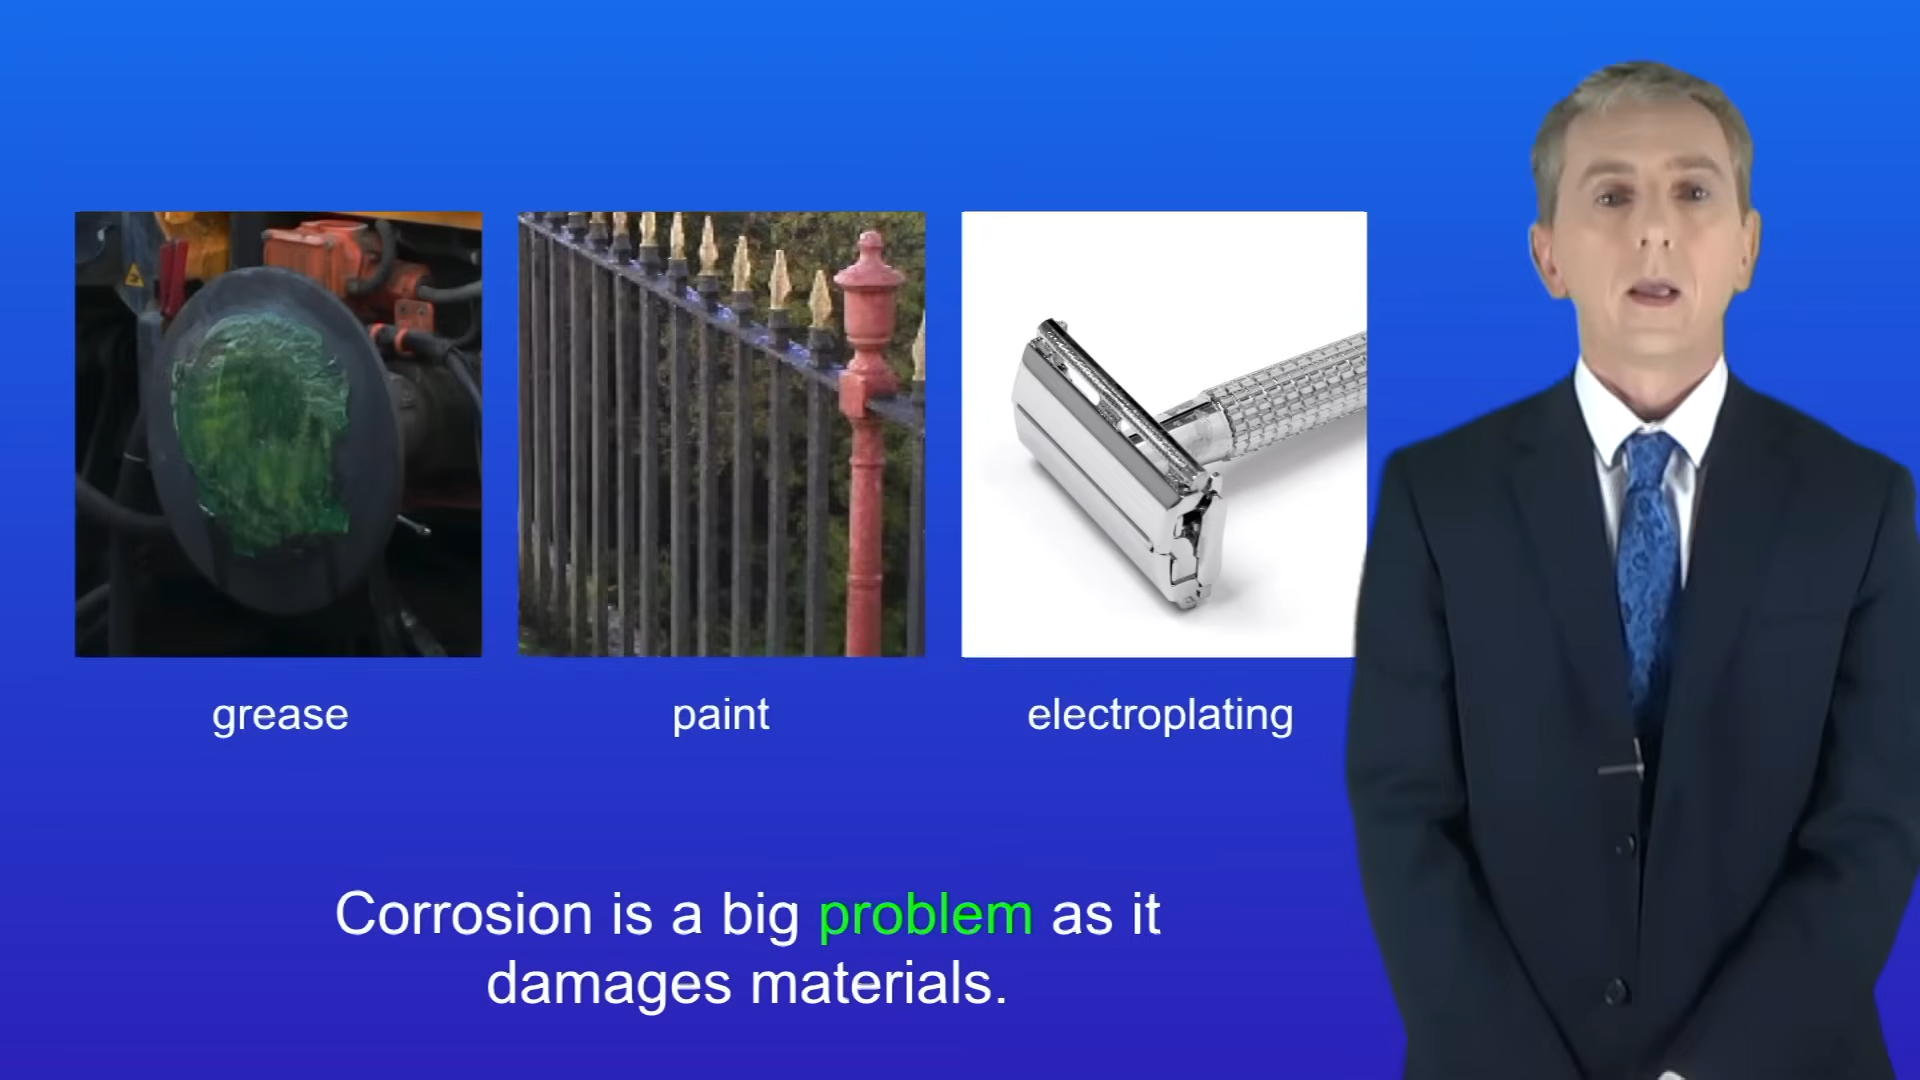 grease
paint
electroplating
Corrosion is a big problem as it
damages materials.